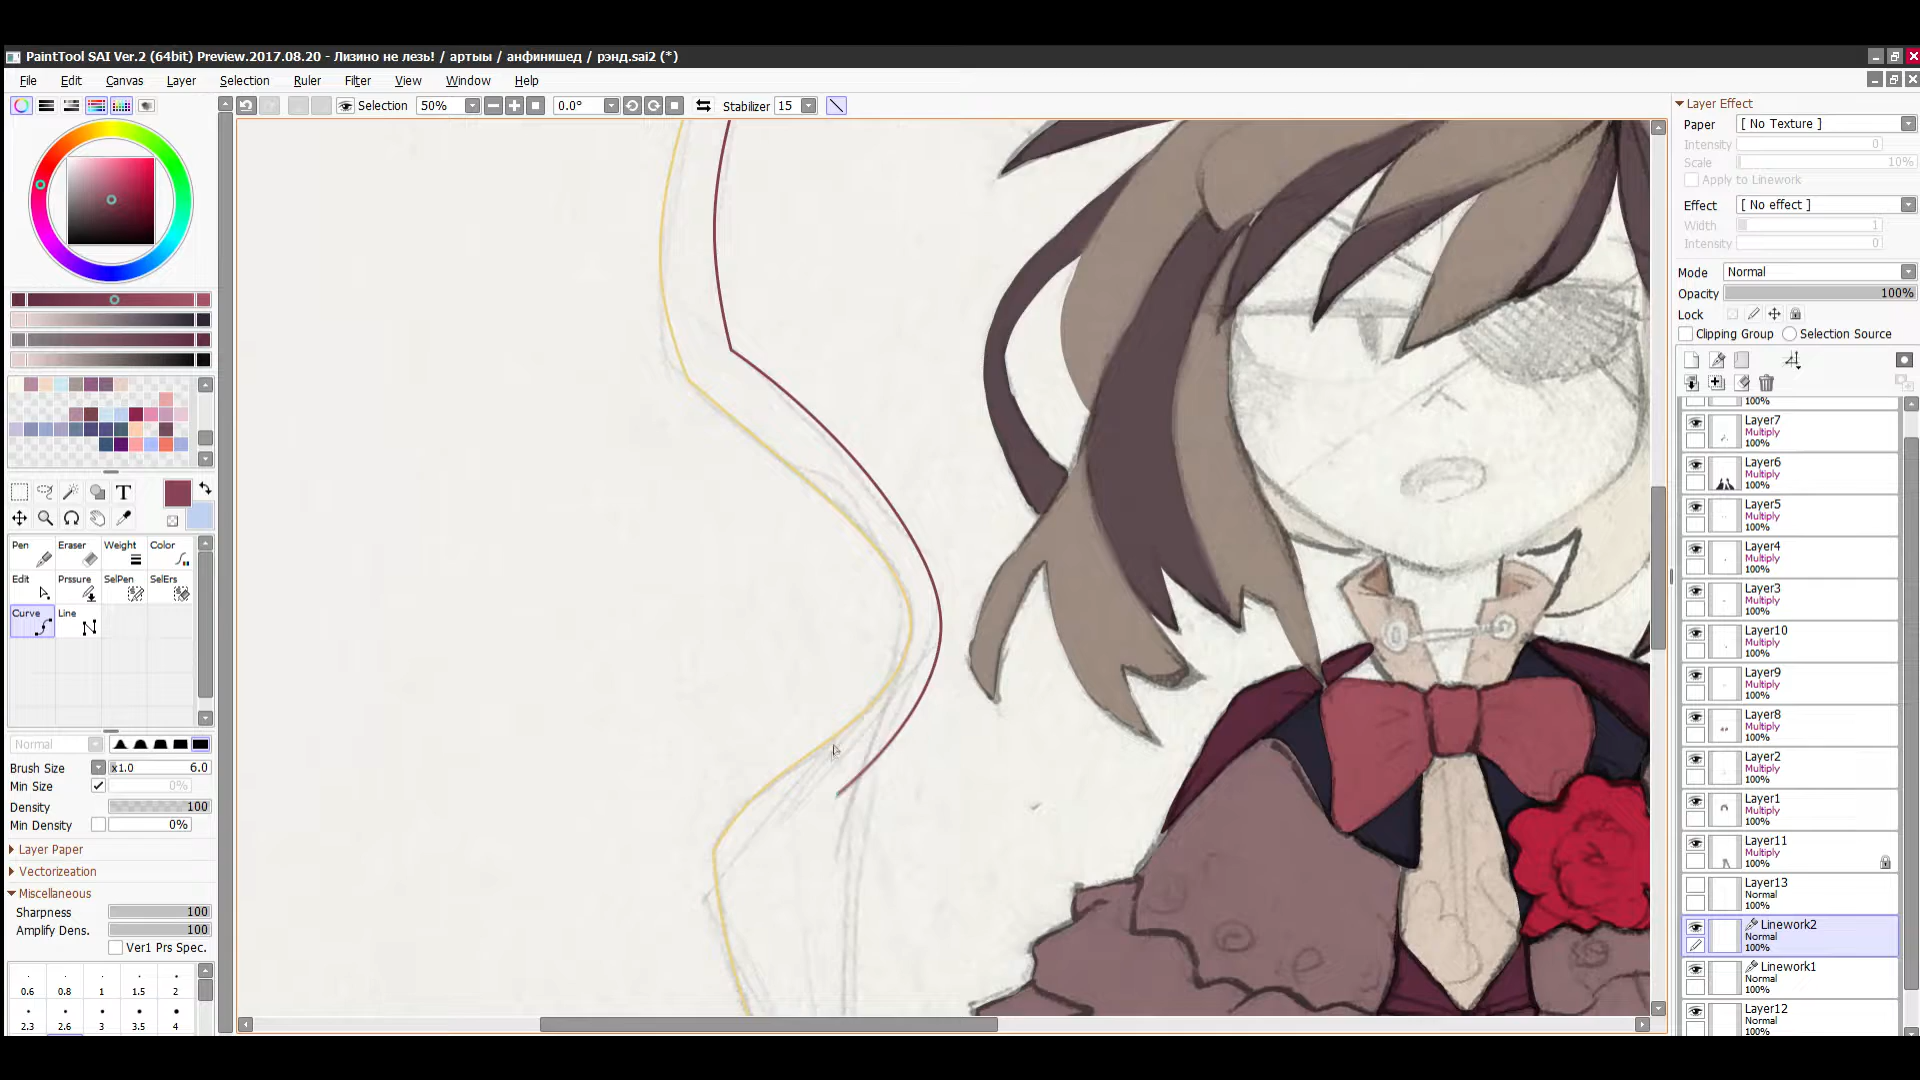 PaintTool SAI Ver.2 (64bit) Preview.2017.08.20 - Лизино не лезь! / артыы / анфинишед / рэнд.sai2 (*)
File Edit Canvas Layer Selection Ruler Filter View Window Help
Selection 50% 0.0° Stabilizer 15
Layer Effect
Paper [ No Texture ]
Intensity 0
Scale 10%
Apply to Linework
Effect [ No effect ]
Width 1
Intensity 0
Mode Normal
Opacity 100%
Lock
Clipping Group Selection Source
100%
Layer7
Multiply
100%
Layer6
Multiply
100%
Layer5
Multiply
100%
Layer4
Multiply
100%
Layer3
Multiply
100%
Layer10
Multiply
100%
Layer9
Multiply
100%
Layer8
Multiply
100%
Layer2
Multiply
100%
Layer1
Multiply
100%
Layer11
Multiply
100%
Layer13
Normal
100%
Linework2
Normal
100%
Linework1
Normal
100%
Layer12
Normal
100%
T
Pen Eraser Weight Color
Edit Prssure SelPen SelErs
Curve Line
Normal
Brush Size x1.0 6.0
Min Size 0%
Density 100
Min Density 0%
Layer Paper
Vectorization
Miscellaneous
Sharpness 100
Amplify Dens. 100
Ver1 Prs Spec.
0.6 0.8 1 1.5 2
2.3 2.6 3 3.5 4